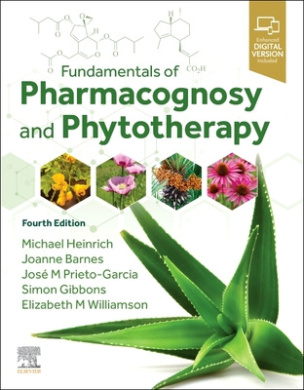 Enhanced
DIGITAL
VERSION
Included
CO₂H
Fundamentals of
Pharmacognosy
and Phytotherapy
Fourth Edition
Michael Heinrich
Joanne Barnes
José M Prieto-Garcia
Simon Gibbons
Elizabeth M Williamson
ELSEVIER